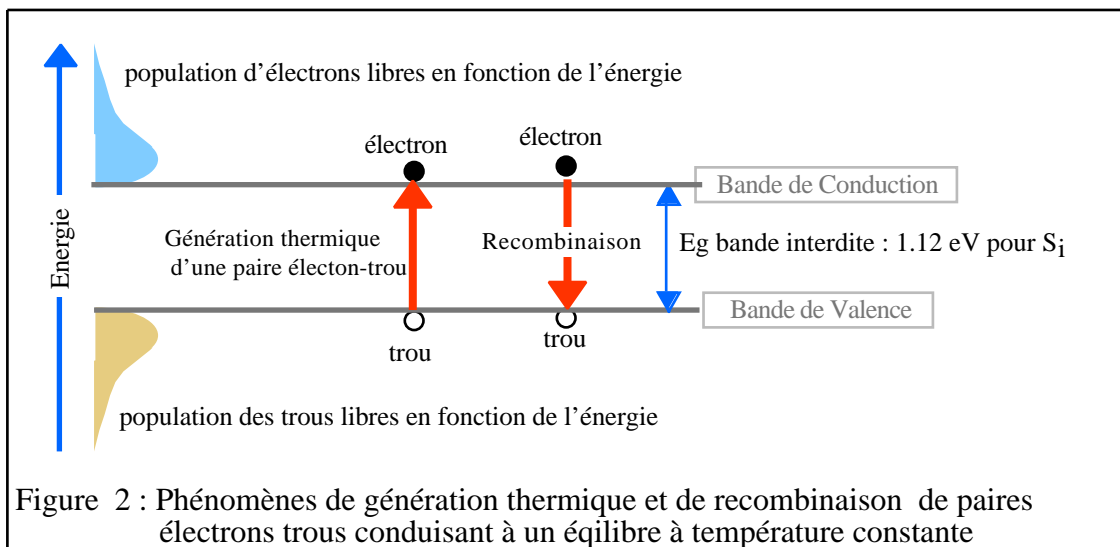 population d'électrons libres en fonction de l'énergie
électron
électron
Bande de Conduction
Energie
Génération thermique
d'une paire électon-trou
Recombinaison
Eg bande interdite : 1.12 eV pour Si
Bande de Valence
trou
trou
population des trous libres en fonction de l'énergie
Figure 2 : Phénomènes de génération thermique et de recombinaison de paires
électrons trous conduisant à un éqilibre à température constante